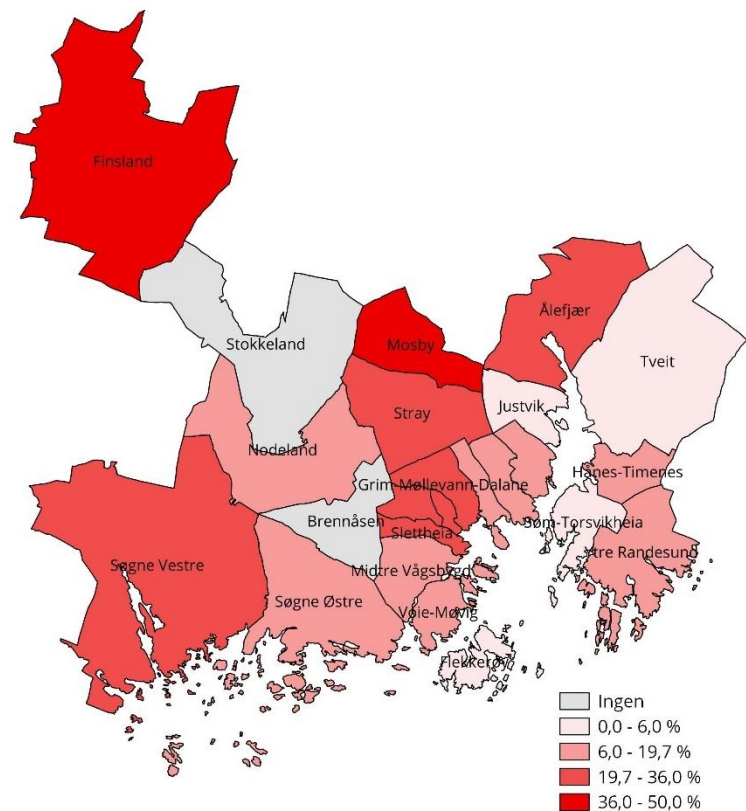 Finsland
Ålefjær
Stokkeland
Mosby
Tveit
Justvik
Stray
Nodeland
Hånes-Timenes
Grim Møllevann-Dalane
Brennåsen
Søm-Torsvikheia
Slettheia
Ytre Randesund
Søgne Vestre
Midtre Vågsbygd
Søgne Østre
Voie-Møvig
Flekkerøy
Ingen
0,0 - 6,0 %
6,0 - 19,7 %
19,7 - 36,0 %
36,0 - 50,0 %